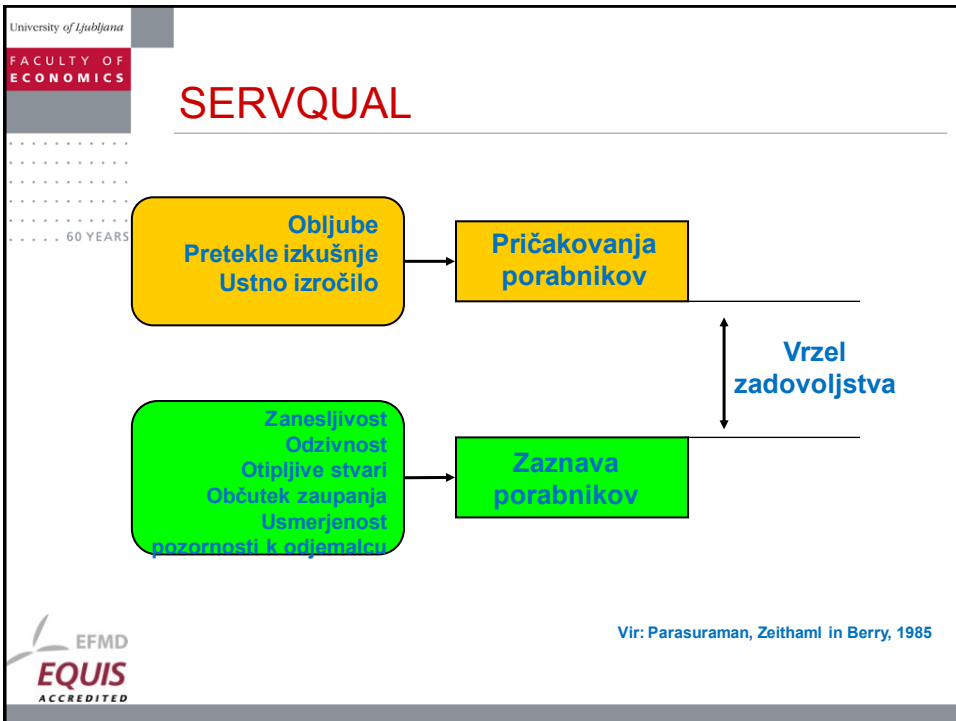 University of Ljubljana
FACULTY OF
ECONOMICS
SERVQUAL
60 YEARS
Obljube
Pretekle izkušnje
Ustno izročilo
Pričakovanja
porabnikov
Vrzel
zadovoljstva
Zanesljivost
Odzivnost
Otipljive stvari
Občutek zaupanja
Usmerjenost
pozornosti k odjemalcu
Zaznava
porabnikov
Vir: Parasuraman, Zeithaml in Berry, 1985
EFMD
EQUIS
ACCREDITED